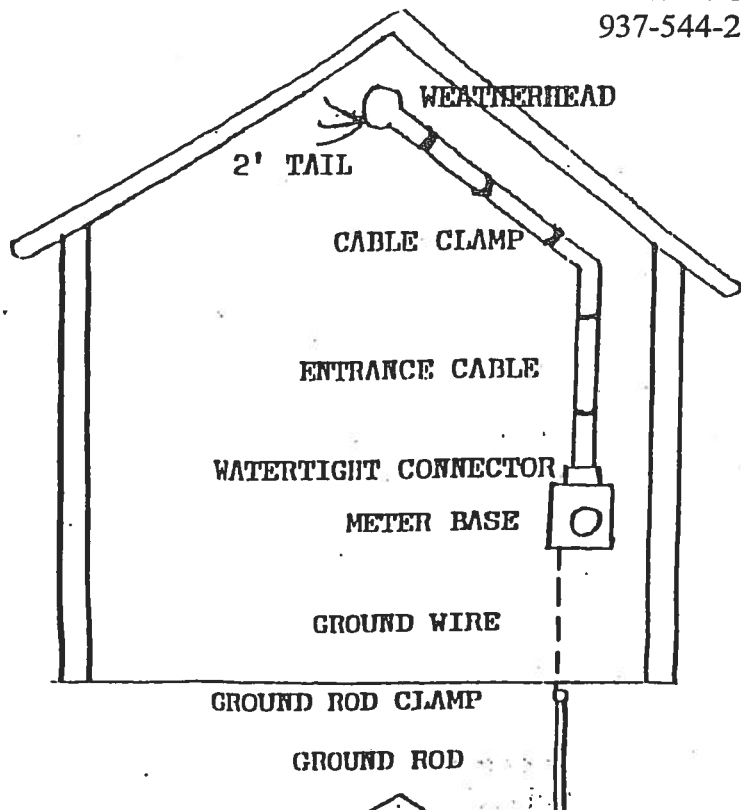 937-544-2
WEATHERHEAD
2' TAIL
CABLE CLAMP
ENTRANCE CABLE
WATERTIGHT CONNECTOR
METER BASE
GROUND WIRE
GROUND ROD CLAMP
GROUND ROD